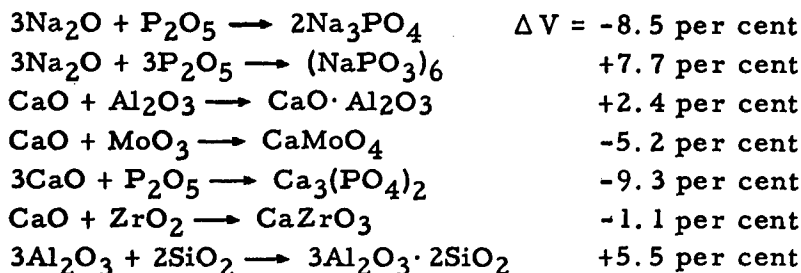 3Na2O + P2O5 ⟶ 2Na3PO4 ΔV = -8.5 per cent
3Na2O + 3P2O5 ⟶ (NaPO3)6 +7.7 per cent
CaO + Al2O3 ⟶ CaO· Al2O3 +2.4 per cent
CaO + MoO3 ⟶ CaMoO4 -5.2 per cent
3CaO + P2O5 ⟶ Ca3(PO4)2 -9.3 per cent
CaO + ZrO2 ⟶ CaZrO3 -1.1 per cent
3Al2O3 + 2SiO2 ⟶ 3Al2O3· 2SiO2 +5.5 per cent